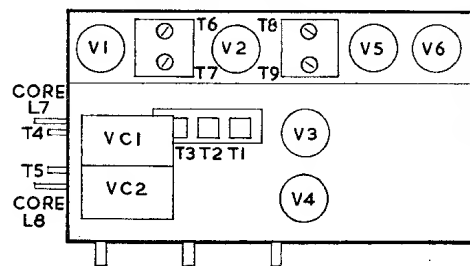 T6 T8
V1 V2 V5 V6
T7 T9
CORE
L7
T4
VC1 V3
T3 T2 T1
T5
VC2 V4
CORE
L8